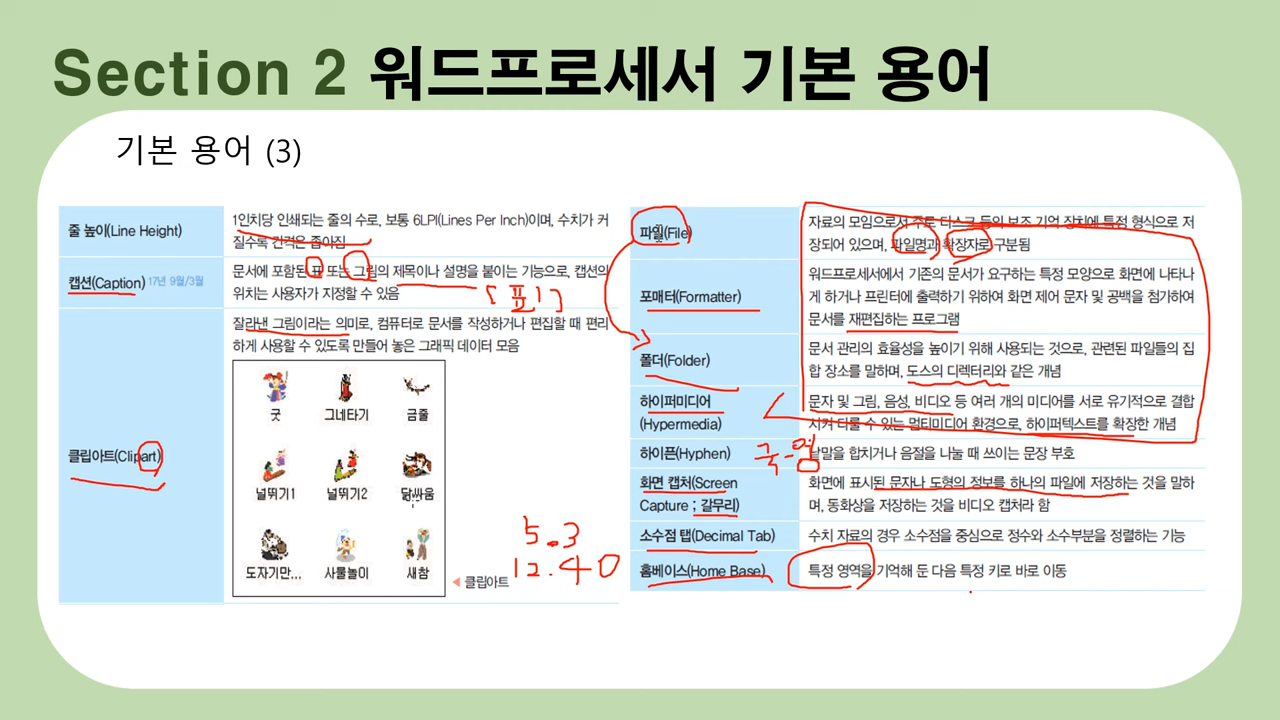 Section 2 워드프로세서 기본 용어
기본 용어 (3)
줄 높이(Line Height)
1인치당 인쇄되는 줄의 수로, 보통 6LPI(Lines Per Inch)이며, 수치가 커
질수록 간격은 좁아짐
캡션(Caption) 17년 9월/3월
문서에 포함된 표 또는 그림의 제목이나 설명을 붙이는 기능으로, 캡션의
위치는 사용자가 지정할 수 있음
[표1]
클립아트(Clipart)
잘라낸 그림이라는 의미로, 컴퓨터로 문서를 작성하거나 편집할 때 편리
하게 사용할 수 있도록 만들어 놓은 그래픽 데이터 모음
굿 그네타기 금줄
널뛰기1 널뛰기2 닭싸움
도자기만... 사물놀이 새참
◀ 클립아트
5.3
12.40
파일(File)
자료의 모임으로서 주로 디스크 등의 보조 기억 장치에 특정 형식으로 저
장되어 있으며, 파일명과 확장자로 구분됨
포매터(Formatter)
워드프로세서에서 기존의 문서가 요구하는 특정 모양으로 화면에 나타나
게 하거나 프린터에 출력하기 위하여 화면 제어 문자 및 공백을 첨가하여
문서를 재편집하는 프로그램
폴더(Folder)
문서 관리의 효율성을 높이기 위해 사용되는 것으로, 관련된 파일들의 집
합 장소를 말하며, 도스의 디렉터리와 같은 개념
하이퍼미디어
(Hypermedia)
문자 및 그림, 음성, 비디오 등 여러 개의 미디어를 서로 유기적으로 결합
시켜 다룰 수 있는 멀티미디어 환경으로, 하이퍼텍스트를 확장한 개념
하이픈(Hyphen)
국-영
낱말을 합치거나 음절을 나눌 때 쓰이는 문장 부호
화면 캡처(Screen
Capture ; 갈무리)
화면에 표시된 문자나 도형의 정보를 하나의 파일에 저장하는 것을 말하
며, 동화상을 저장하는 것을 비디오 캡처라 함
소수점 탭(Decimal Tab)
수치 자료의 경우 소수점을 중심으로 정수와 소수부분을 정렬하는 기능
홈베이스(Home Base)
특정 영역을 기억해 둔 다음 특정 키로 바로 이동